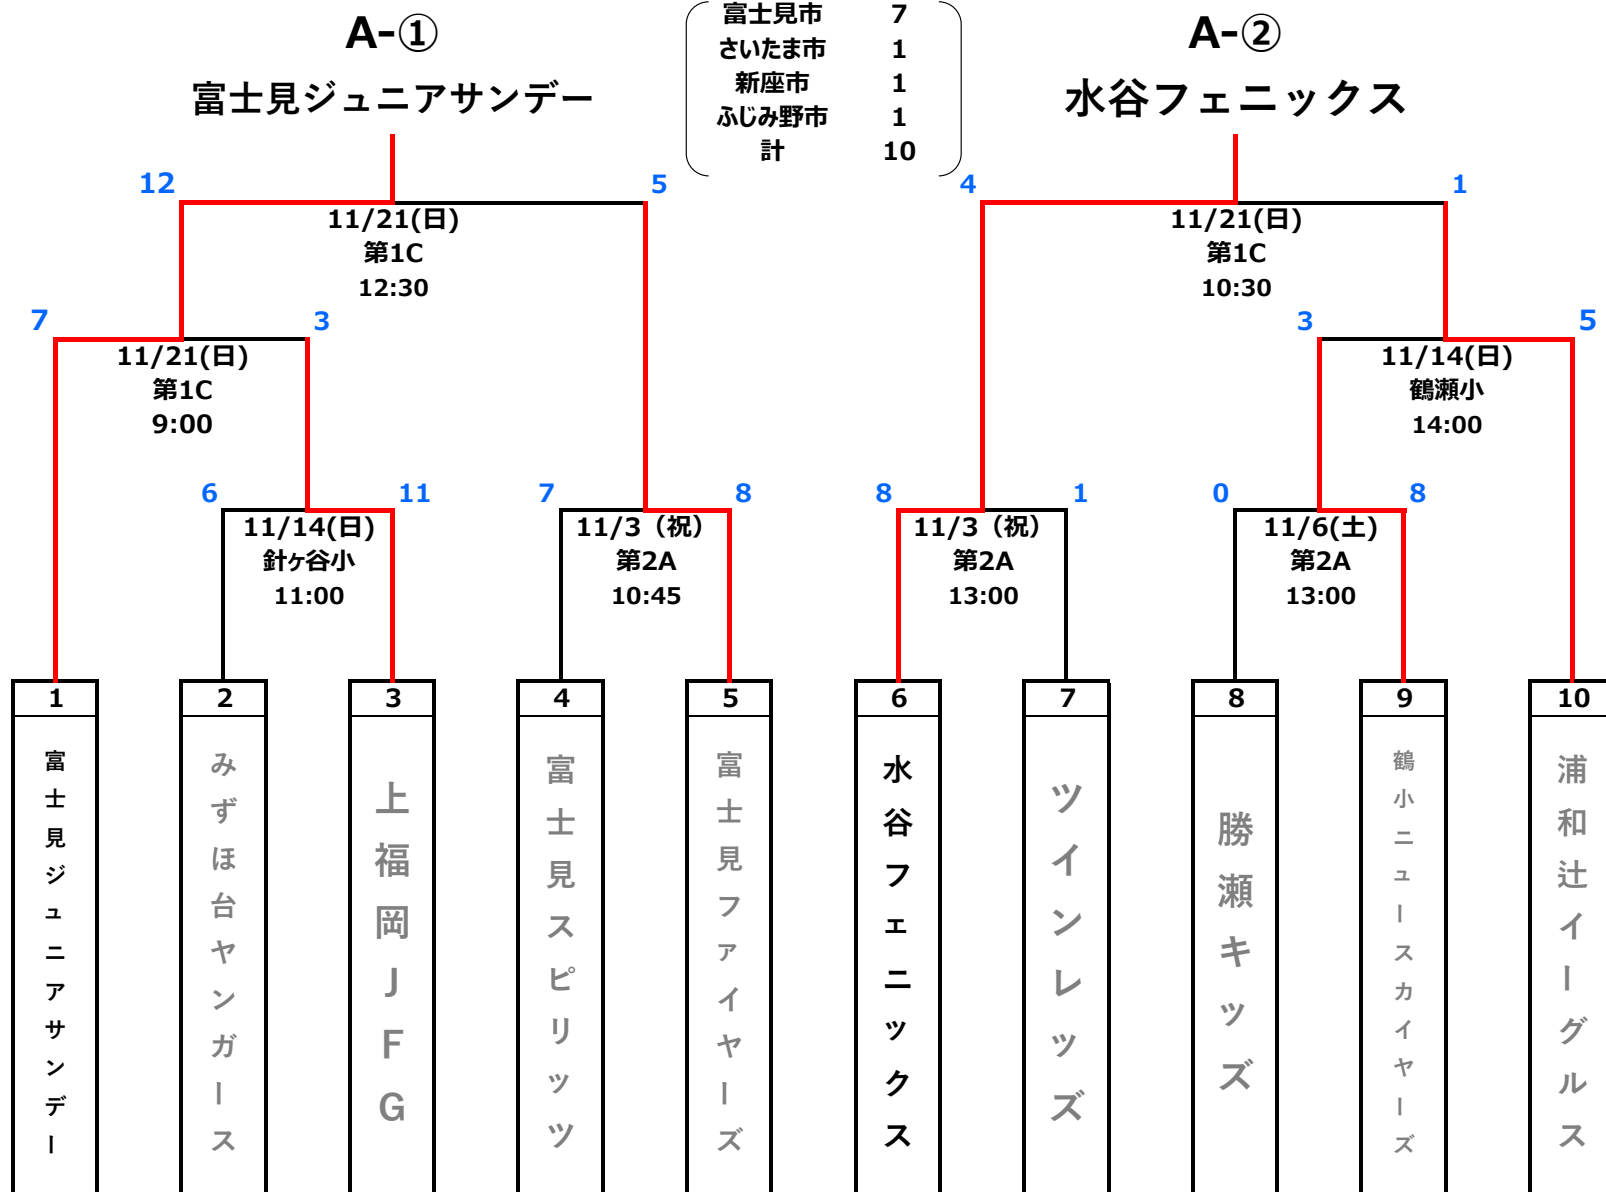 A-①
富士見ジュニアサンデー
富士見市 7
さいたま市 1
新座市 1
ふじみ野市 1
計 10
A-②
水谷フェニックス
12 5
11/21(日)
第1C
12:30
4 1
11/21(日)
第1C
10:30
7 3
11/21(日)
第1C
9:00
3 5
11/14(日)
鶴瀬小
14:00
6 11
11/14(日)
針ヶ谷小
11:00
7 8
11/3（祝）
第2A
10:45
8 1
11/3（祝）
第2A
13:00
0 8
11/6(土)
第2A
13:00
1
富士見ジュニアサンデー
2
みずほ台ヤンガース
3
上福岡ＪＦＧ
4
富士見スピリッツ
5
富士見ファイヤーズ
6
水谷フェニックス
7
ツインレッズ
8
勝瀬キッズ
9
鶴小ニュースカイヤーズ
10
浦和辻イーグルス